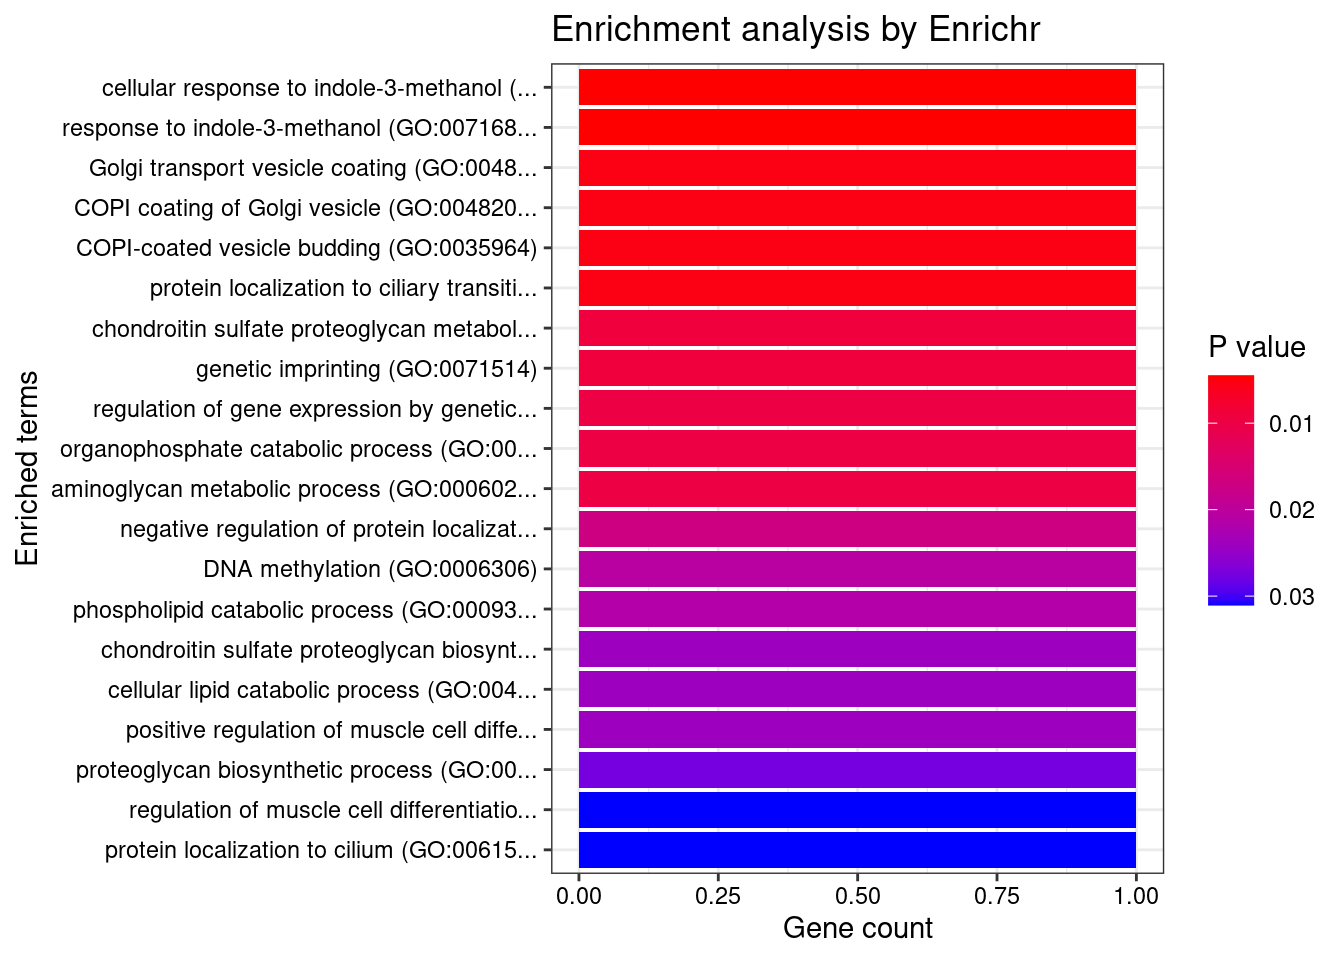 Enrichment analysis by Enrichr
cellular response to indole-3-methanol (...
response to indole-3-methanol (GO:007168...
Golgi transport vesicle coating (GO:0048...
COPI coating of Golgi vesicle (GO:004820...
COPI-coated vesicle budding (GO:0035964)
protein localization to ciliary transiti...
chondroitin sulfate proteoglycan metabol...
genetic imprinting (GO:0071514)
regulation of gene expression by genetic...
organophosphate catabolic process (GO:00...
aminoglycan metabolic process (GO:000602...
negative regulation of protein localizat...
DNA methylation (GO:0006306)
phospholipid catabolic process (GO:00093...
chondroitin sulfate proteoglycan biosynt...
cellular lipid catabolic process (GO:004...
positive regulation of muscle cell diffe...
proteoglycan biosynthetic process (GO:00...
regulation of muscle cell differentiatio...
protein localization to cilium (GO:00615...
Enriched terms
0.00 0.25 0.50 0.75 1.00
Gene count
P value
0.01
0.02
0.03